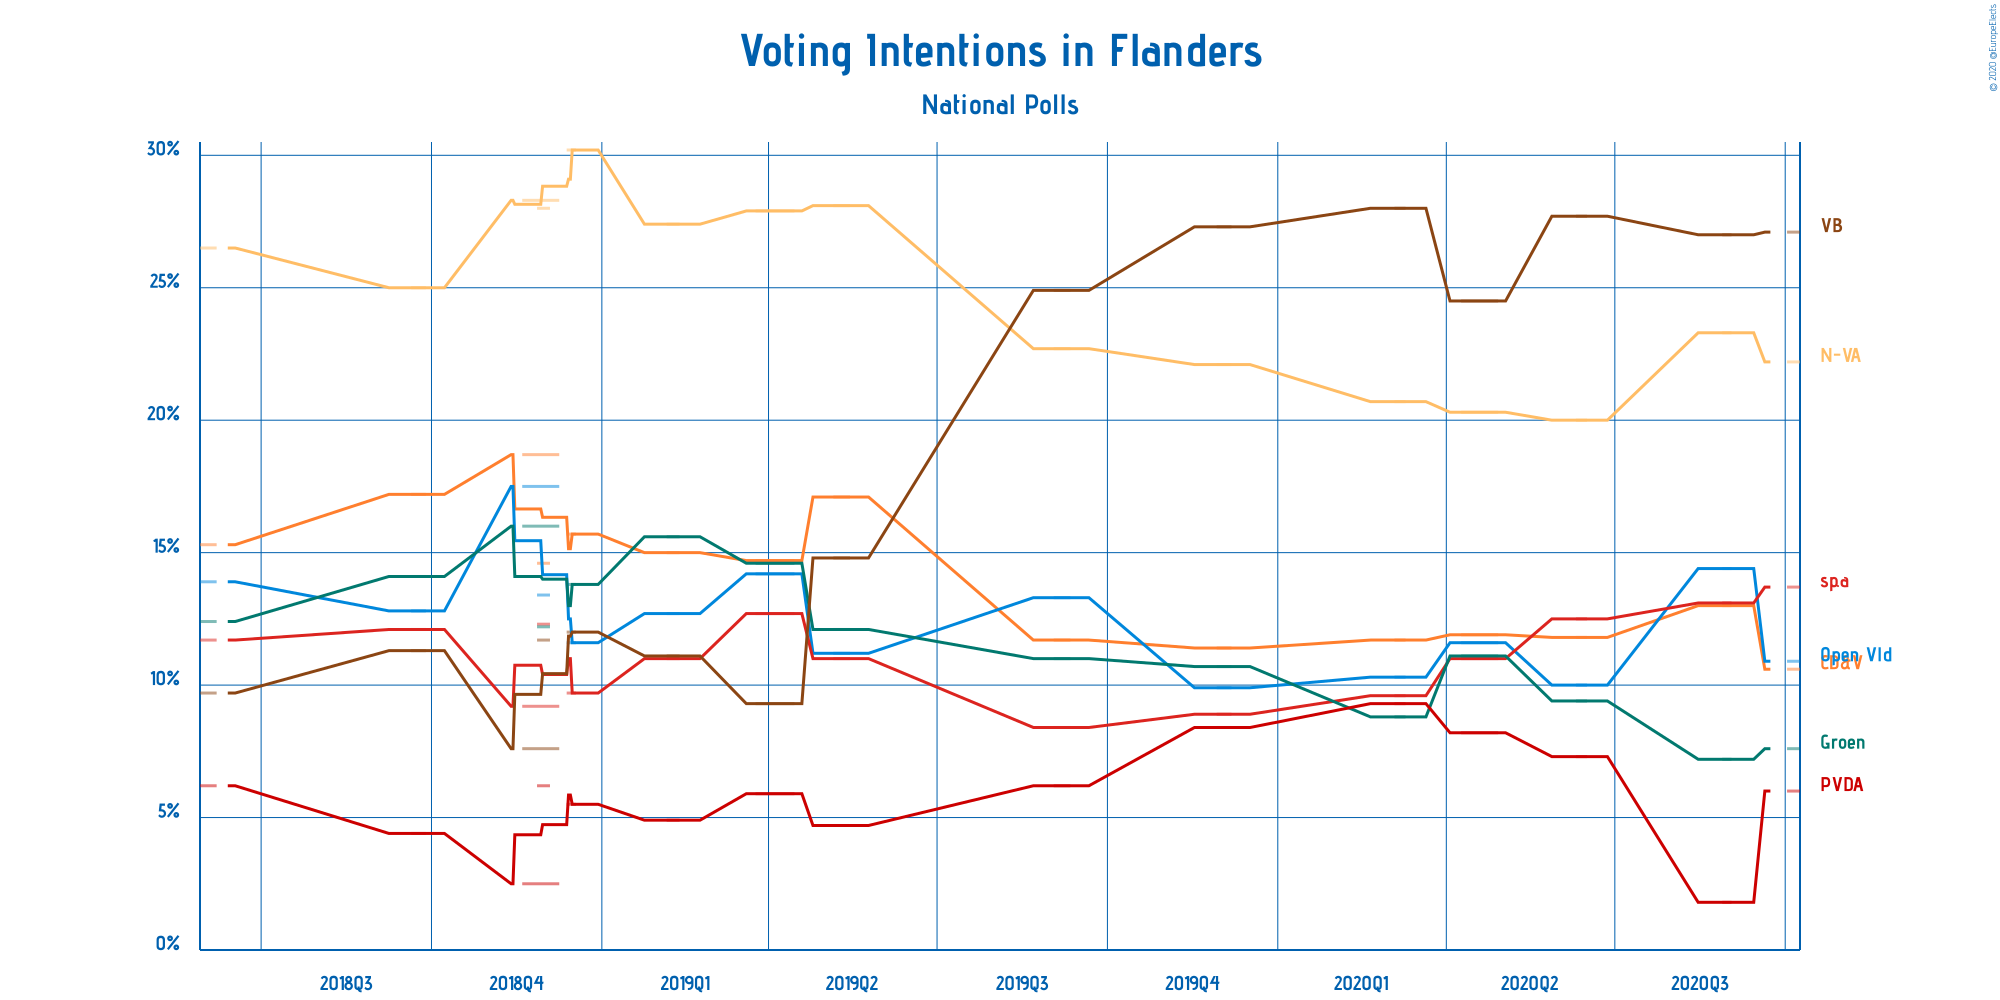 Voting Intentions in Flanders
National Polls
© 2020 @EuropeElects
30%
25%
20%
15%
10%
5%
0%
VB
N-VA
spa
Open Vld
CD&V
Groen
PVDA
2018Q3 2018Q4 2019Q1 2019Q2 2019Q3 2019Q4 2020Q1 2020Q2 2020Q3